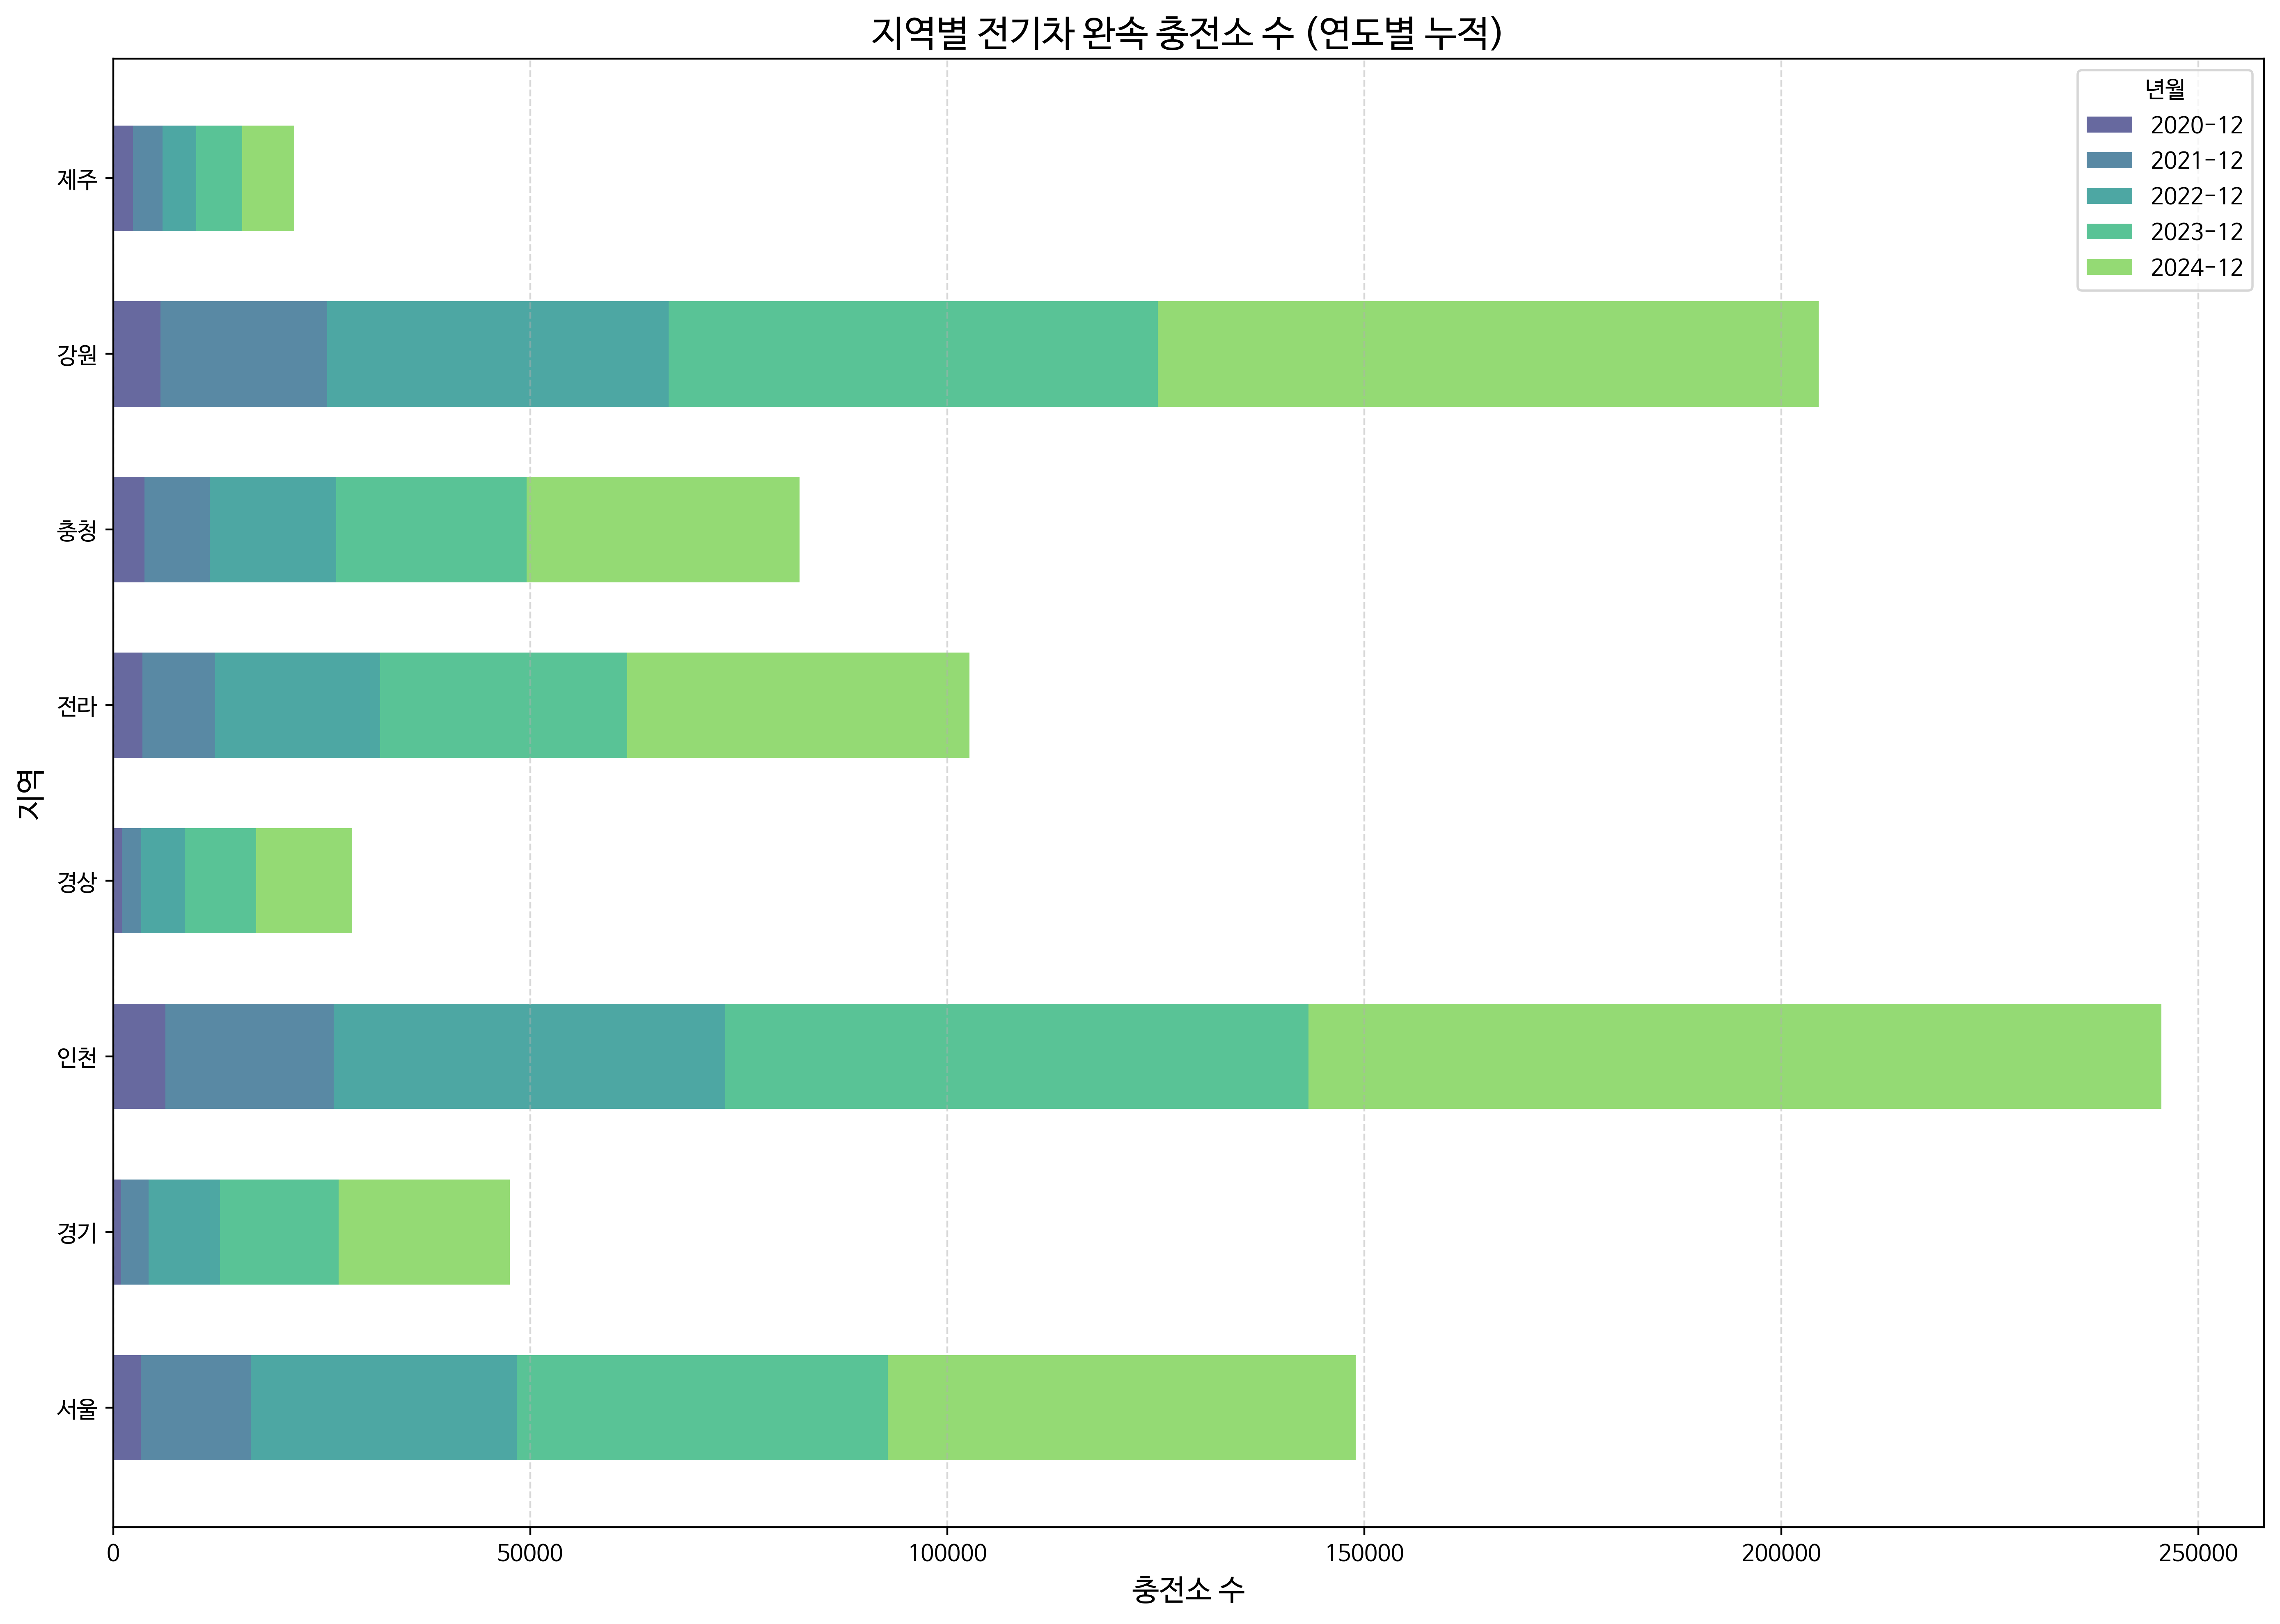 지역별 전기차 완속 충전소 수 (연도별 누적)
년월
2020-12
2021-12
2022-12
2023-12
2024-12
지역
제주
강원
충청
전라
경상
인천
경기
서울
0
50000
100000
150000
200000
250000
충전소 수